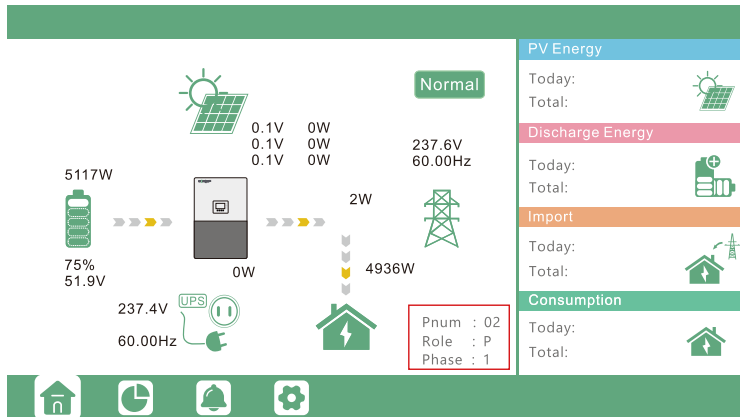 Normal
0.1V 0W
0.1V 0W
0.1V 0W
237.6V
60.00Hz
5117W
2W
75%
51.9V
0W
4936W
237.4V
UPS
60.00Hz
Pnum : 02
Role : P
Phase : 1
PV Energy
Today:
Total:
Discharge Energy
Today:
Total:
Import
Today:
Total:
Consumption
Today:
Total: